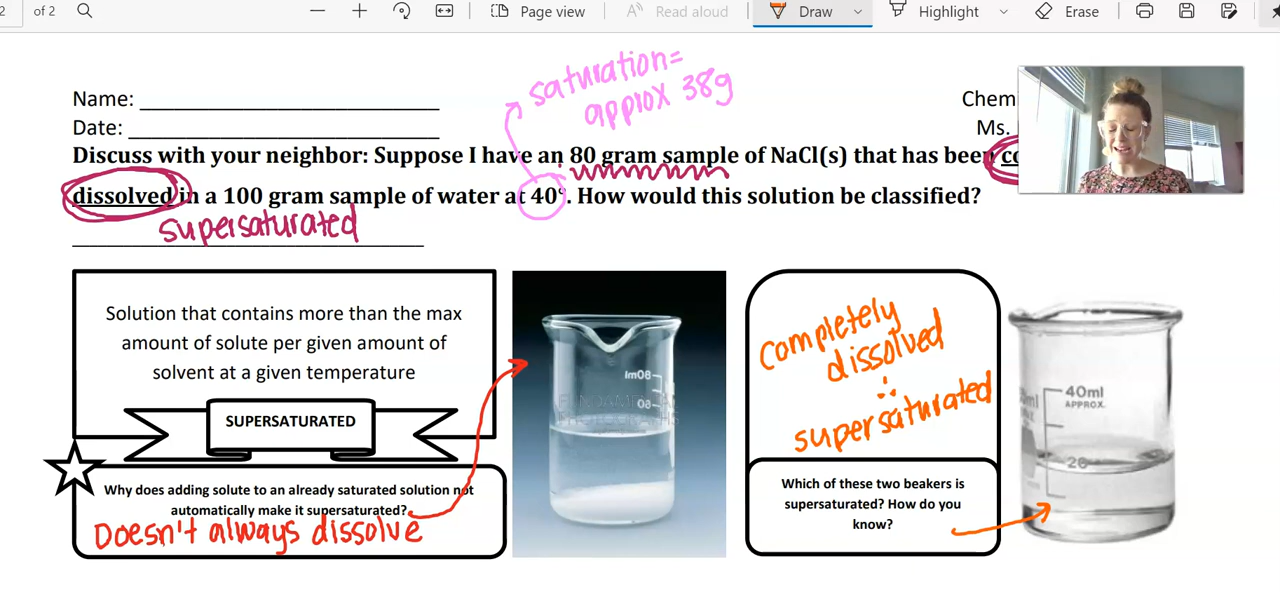 2 of 2
Page view
Read aloud
Draw
Highlight
Erase
saturation=
approx 38g
Name:
Chem
Date:
Ms.
Discuss with your neighbor: Suppose I have an 80 gram sample of NaCl(s) that has been
dissolved in a 100 gram sample of water at 40°. How would this solution be classified?
supersaturated
Solution that contains more than the max
amount of solute per given amount of
solvent at a given temperature
SUPERSATURATED
Why does adding solute to an already saturated solution not
automatically make it supersaturated?
Doesn't always dissolve
80ml
60
completely
dissolved
∴
supersaturated
Which of these two beakers is
supersaturated? How do you
know?
40ml
APPROX.
20